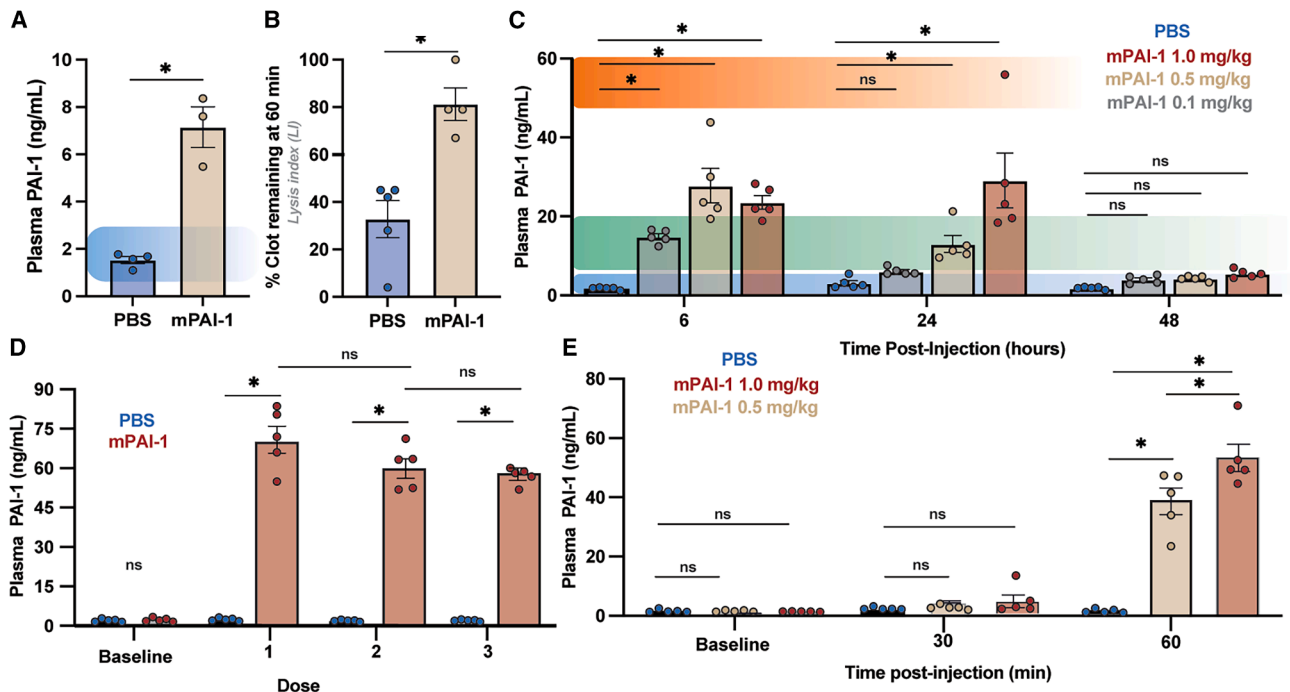 A
Plasma PAI-1 (ng/mL)
10
8
6
4
2
0
*
PBS
mPAI-1
B
% Clot remaining at 60 min
Lysis index (LI)
100
80
60
40
20
0
*
PBS
mPAI-1
C
PBS
mPAI-1 1.0 mg/kg
mPAI-1 0.5 mg/kg
mPAI-1 0.1 mg/kg
Plasma PAI-1 (ng/mL)
60
40
20
0
*
*
*
*
*
ns
ns
ns
ns
6
24
48
Time Post-Injection (hours)
D
PBS
mPAI-1
Plasma PAI-1 (ng/mL)
90
75
60
45
30
15
0
ns
ns
*
*
*
ns
Baseline
1
2
3
Dose
E
PBS
mPAI-1 1.0 mg/kg
mPAI-1 0.5 mg/kg
Plasma PAI-1 (ng/mL)
80
60
40
20
0
*
*
*
ns
ns
ns
ns
Baseline
30
60
Time post-injection (min)